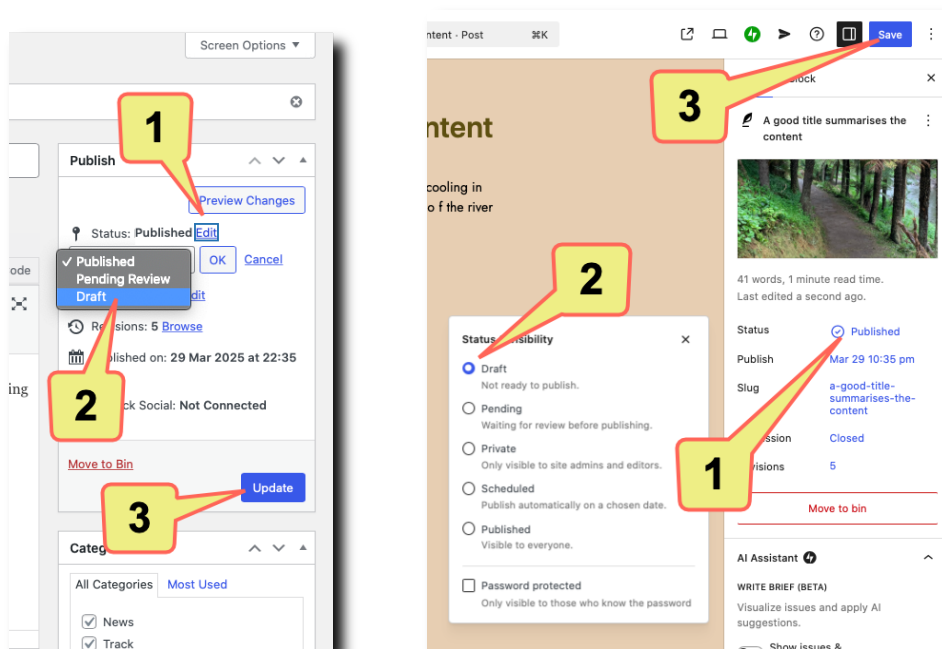 Screen Options ▼
1
Publish
Preview Changes
Status: Published Edit
✓ Published
OK Cancel
Pending Review
Draft
ode
dit
Revisions: 5 Browse
ublished on: 29 Mar 2025 at 22:35
ing
2
ck Social: Not Connected
Move to Bin
Update
3
Categ
All Categories Most Used
News
Track
ntent · Post ⌘K
Save
3
lock
ntent
cooling in
o f the river
A good title summarises the
content
41 words, 1 minute read time.
Last edited a second ago.
2
Status Published
Publish Mar 29 10:35 pm
Slug a-good-title-
summarises-the-
content
ssion Closed
visions 5
1
Move to bin
AI Assistant
WRITE BRIEF (BETA)
Visualize issues and apply AI
suggestions.
Show issues &
Status isibility
Draft
Not ready to publish.
Pending
Waiting for review before publishing.
Private
Only visible to site admins and editors.
Scheduled
Publish automatically on a chosen date.
Published
Visible to everyone.
Password protected
Only visible to those who know the password